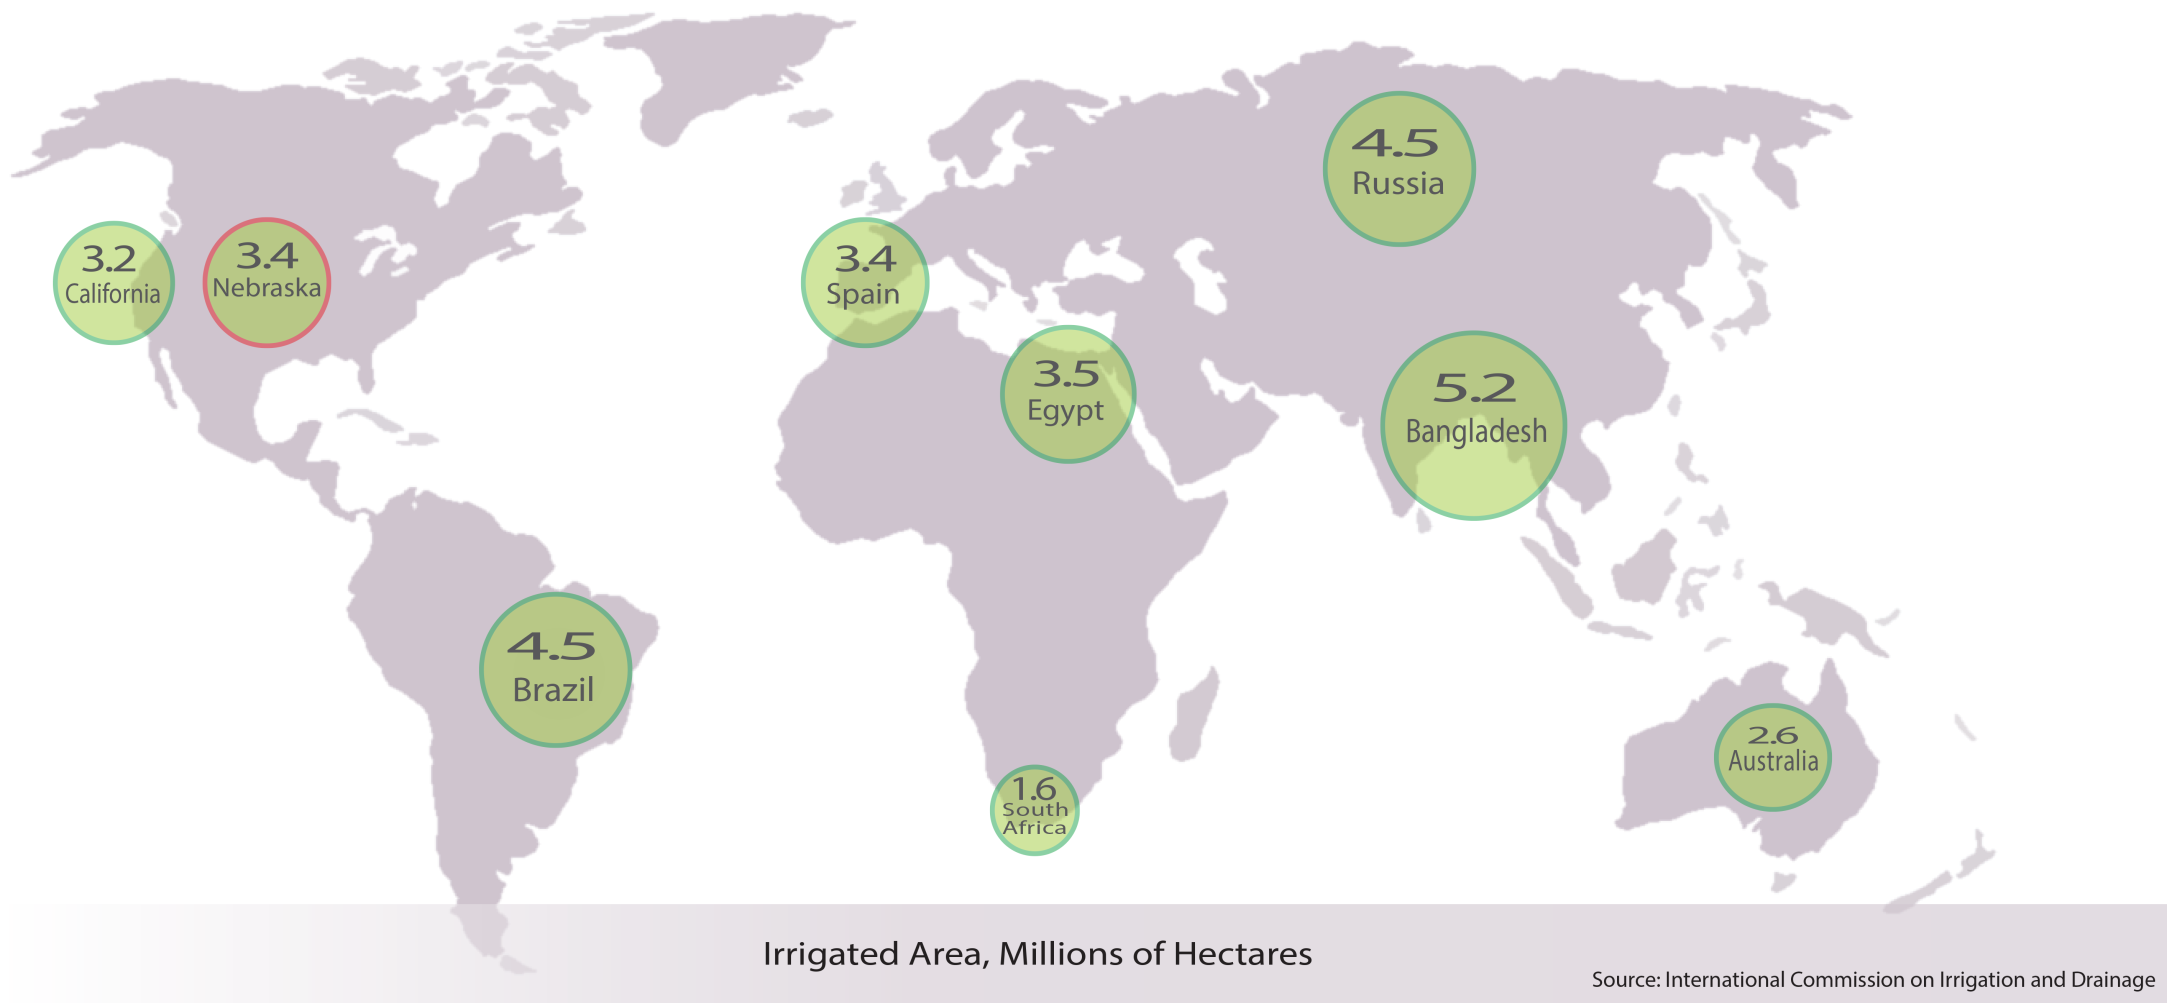 4.5
Russia
3.2
California
3.4
Nebraska
3.4
Spain
3.5
Egypt
5.2
Bangladesh
4.5
Brazil
2.6
Australia
1.6
South
Africa
Irrigated Area, Millions of Hectares
Source: International Commission on Irrigation and Drainage